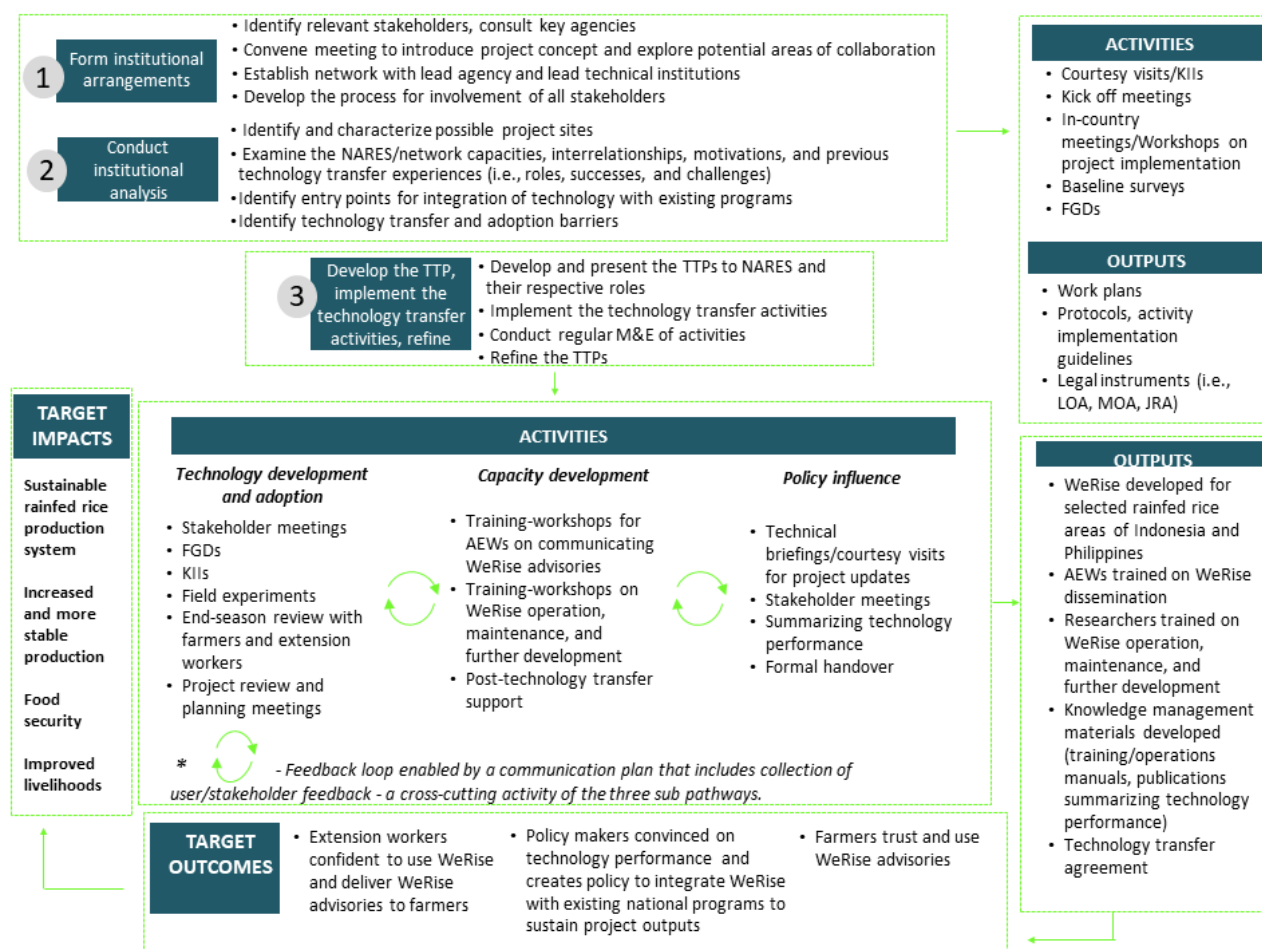 1
Form institutional
arrangements
• Identify relevant stakeholders, consult key agencies
• Convene meeting to introduce project concept and explore potential areas of collaboration
• Establish network with lead agency and lead technical institutions
• Develop the process for involvement of all stakeholders
2
Conduct
institutional
analysis
• Identify and characterize possible project sites
• Examine the NARES/network capacities, interrelationships, motivations, and previous
technology transfer experiences (i.e., roles, successes, and challenges)
• Identify entry points for integration of technology with existing programs
• Identify technology transfer and adoption barriers
ACTIVITIES
• Courtesy visits/KIIs
• Kick off meetings
• In-country
meetings/Workshops on
project implementation
• Baseline surveys
• FGDs
OUTPUTS
• Work plans
• Protocols, activity
implementation
guidelines
• Legal instruments (i.e.,
LOA, MOA, JRA)
3
Develop the TTP,
implement the
technology transfer
activities, refine
• Develop and present the TTPs to NARES and
their respective roles
• Implement the technology transfer activities
• Conduct regular M&E of activities
• Refine the TTPs
TARGET
IMPACTS
Sustainable
rainfed rice
production
system
Increased
and more
stable
production
Food
security
Improved
livelihoods
ACTIVITIES
Technology development
and adoption
• Stakeholder meetings
• FGDs
• KIIs
• Field experiments
• End-season review with
farmers and extension
workers
• Project review and
planning meetings
Capacity development
• Training-workshops for
AEWs on communicating
WeRise advisories
• Training-workshops on
WeRise operation,
maintenance, and
further development
• Post-technology transfer
support
Policy influence
• Technical
briefings/courtesy visits
for project updates
• Stakeholder meetings
• Summarizing technology
performance
• Formal handover
* - Feedback loop enabled by a communication plan that includes collection of
user/stakeholder feedback - a cross-cutting activity of the three sub pathways.
OUTPUTS
• WeRise developed for
selected rainfed rice
areas of Indonesia and
Philippines
• AEWs trained on WeRise
dissemination
• Researchers trained on
WeRise operation,
maintenance, and
further development
• Knowledge management
materials developed
(training/operations
manuals, publications
summarizing technology
performance)
• Technology transfer
agreement
TARGET
OUTCOMES
• Extension workers
confident to use WeRise
and deliver WeRise
advisories to farmers
• Policy makers convinced on
technology performance and
creates policy to integrate WeRise
with existing national programs to
sustain project outputs
• Farmers trust and use
WeRise advisories